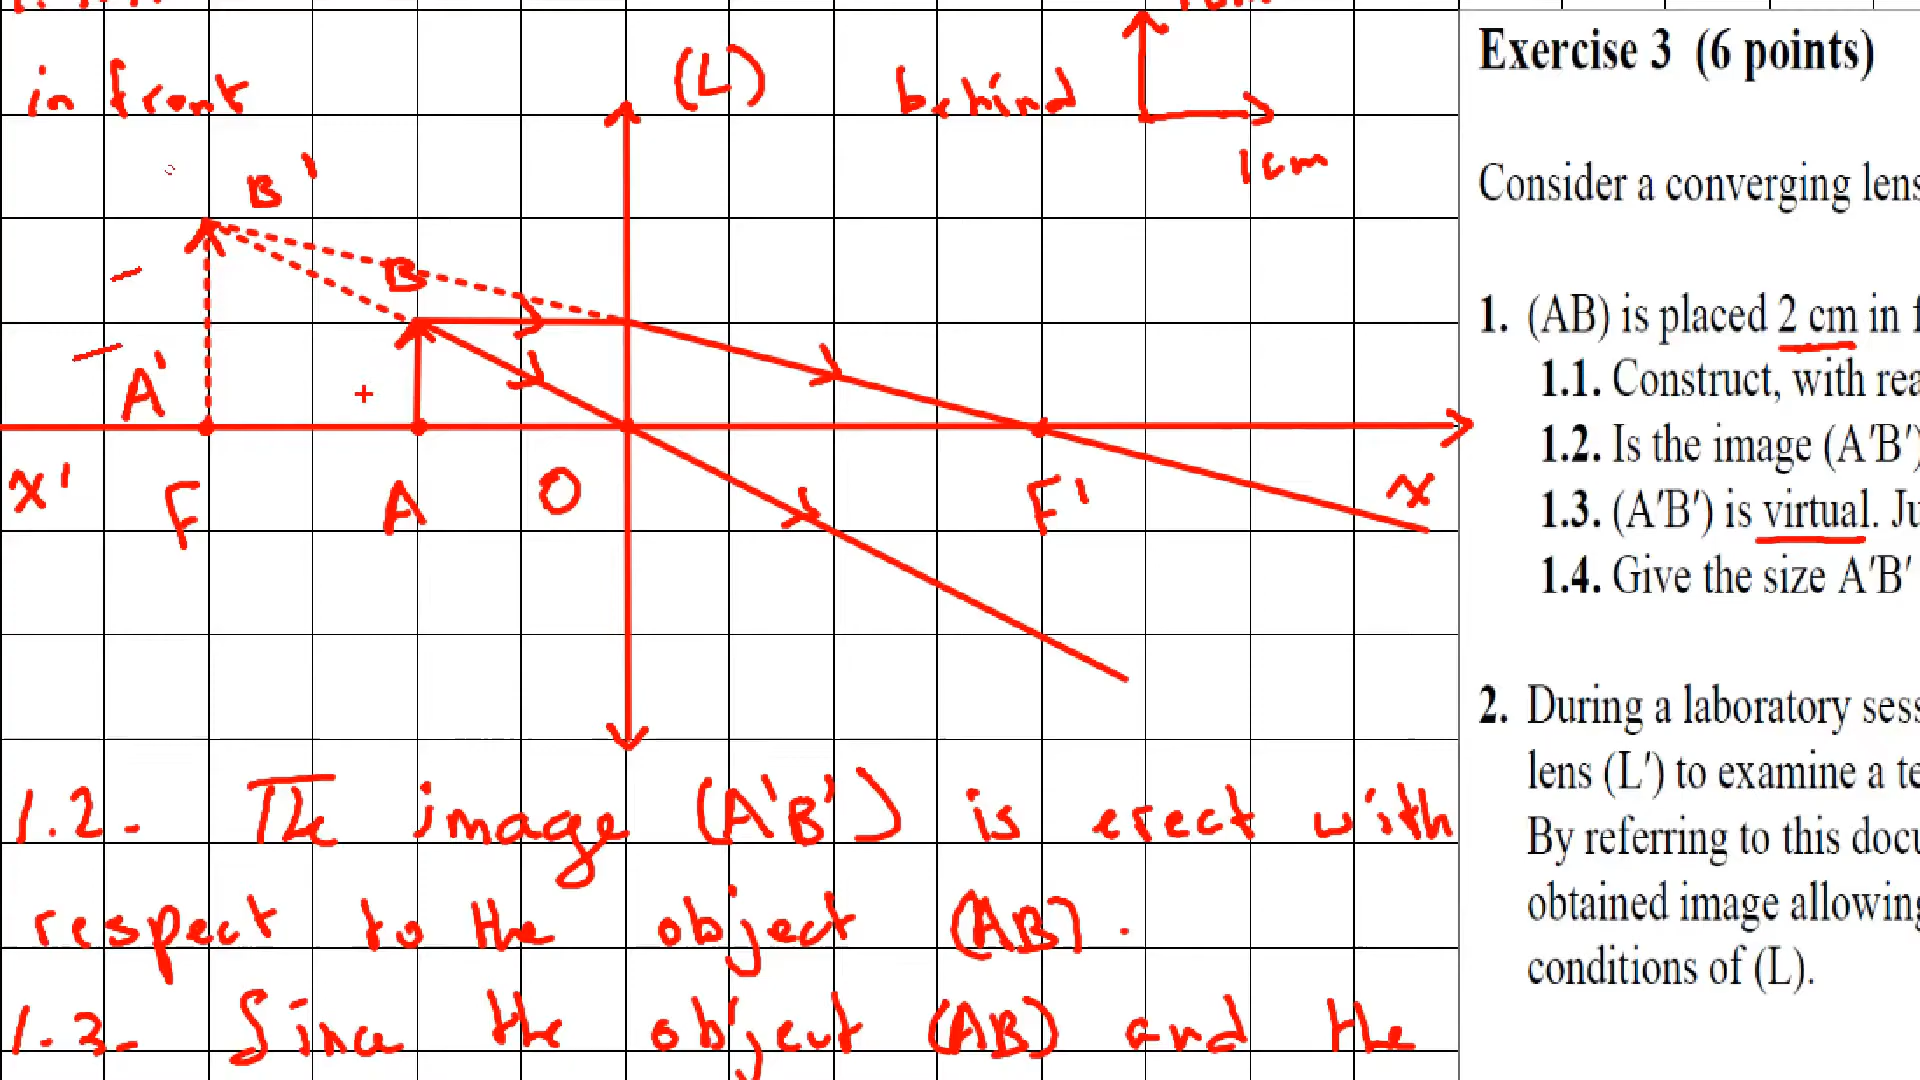 in front
(L)
behind
1cm
B'
B
A'
x'
F
A
O
F'
x
1.2- The image (A'B') is erect with
respect to the object (AB).
1.3- Since the object (AB) and the
Exercise 3 (6 points)
Consider a converging lens
1. (AB) is placed 2 cm in f
1.1. Construct, with rea
1.2. Is the image (A'B')
1.3. (A'B') is virtual. Ju
1.4. Give the size A'B'
2. During a laboratory sess
lens (L') to examine a te
By referring to this docu
obtained image allowing
conditions of (L).